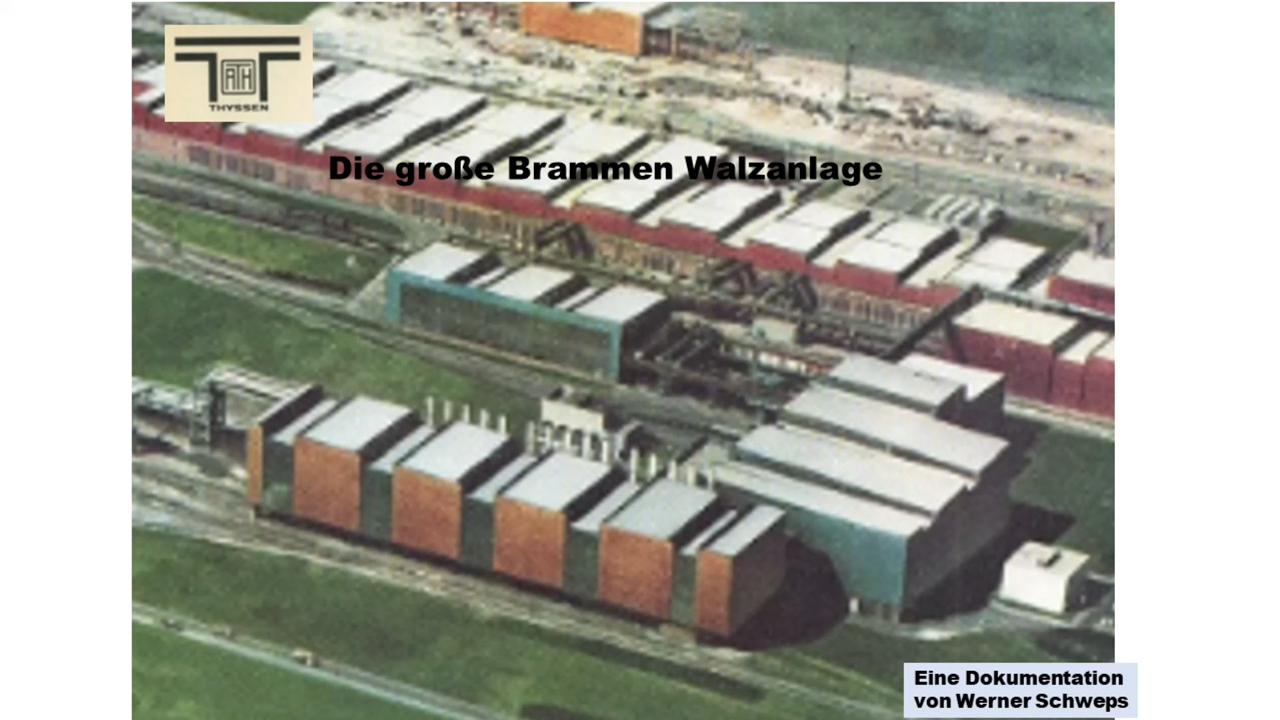 ATH
THYSSEN
Die große Brammen Walzanlage
Eine Dokumentation
von Werner Schweps